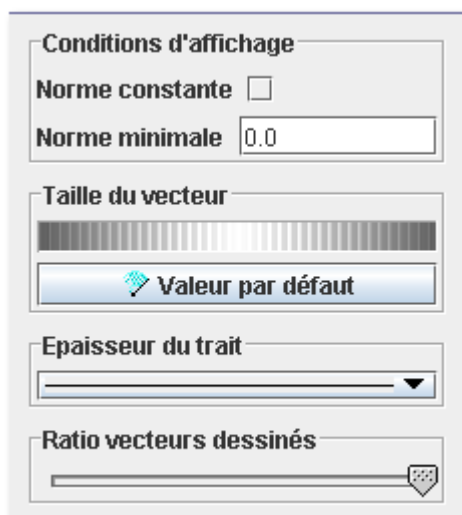 Conditions d'affichage
Norme constante
Norme minimale 0.0
Taille du vecteur
Valeur par défaut
Epaisseur du trait
Ratio vecteurs dessinés